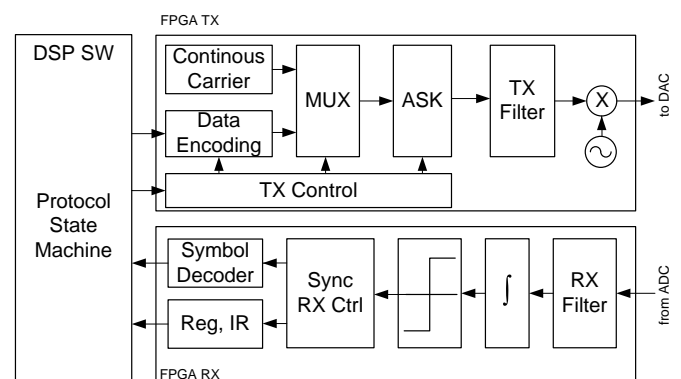 FPGA TX
DSP SW
Protocol
State
Machine
Continous
Carrier
Data
Encoding
MUX
ASK
TX
Filter
X
to DAC
TX Control
Symbol
Decoder
Reg, IR
Sync
RX Ctrl
∫
RX
Filter
from ADC
FPGA RX